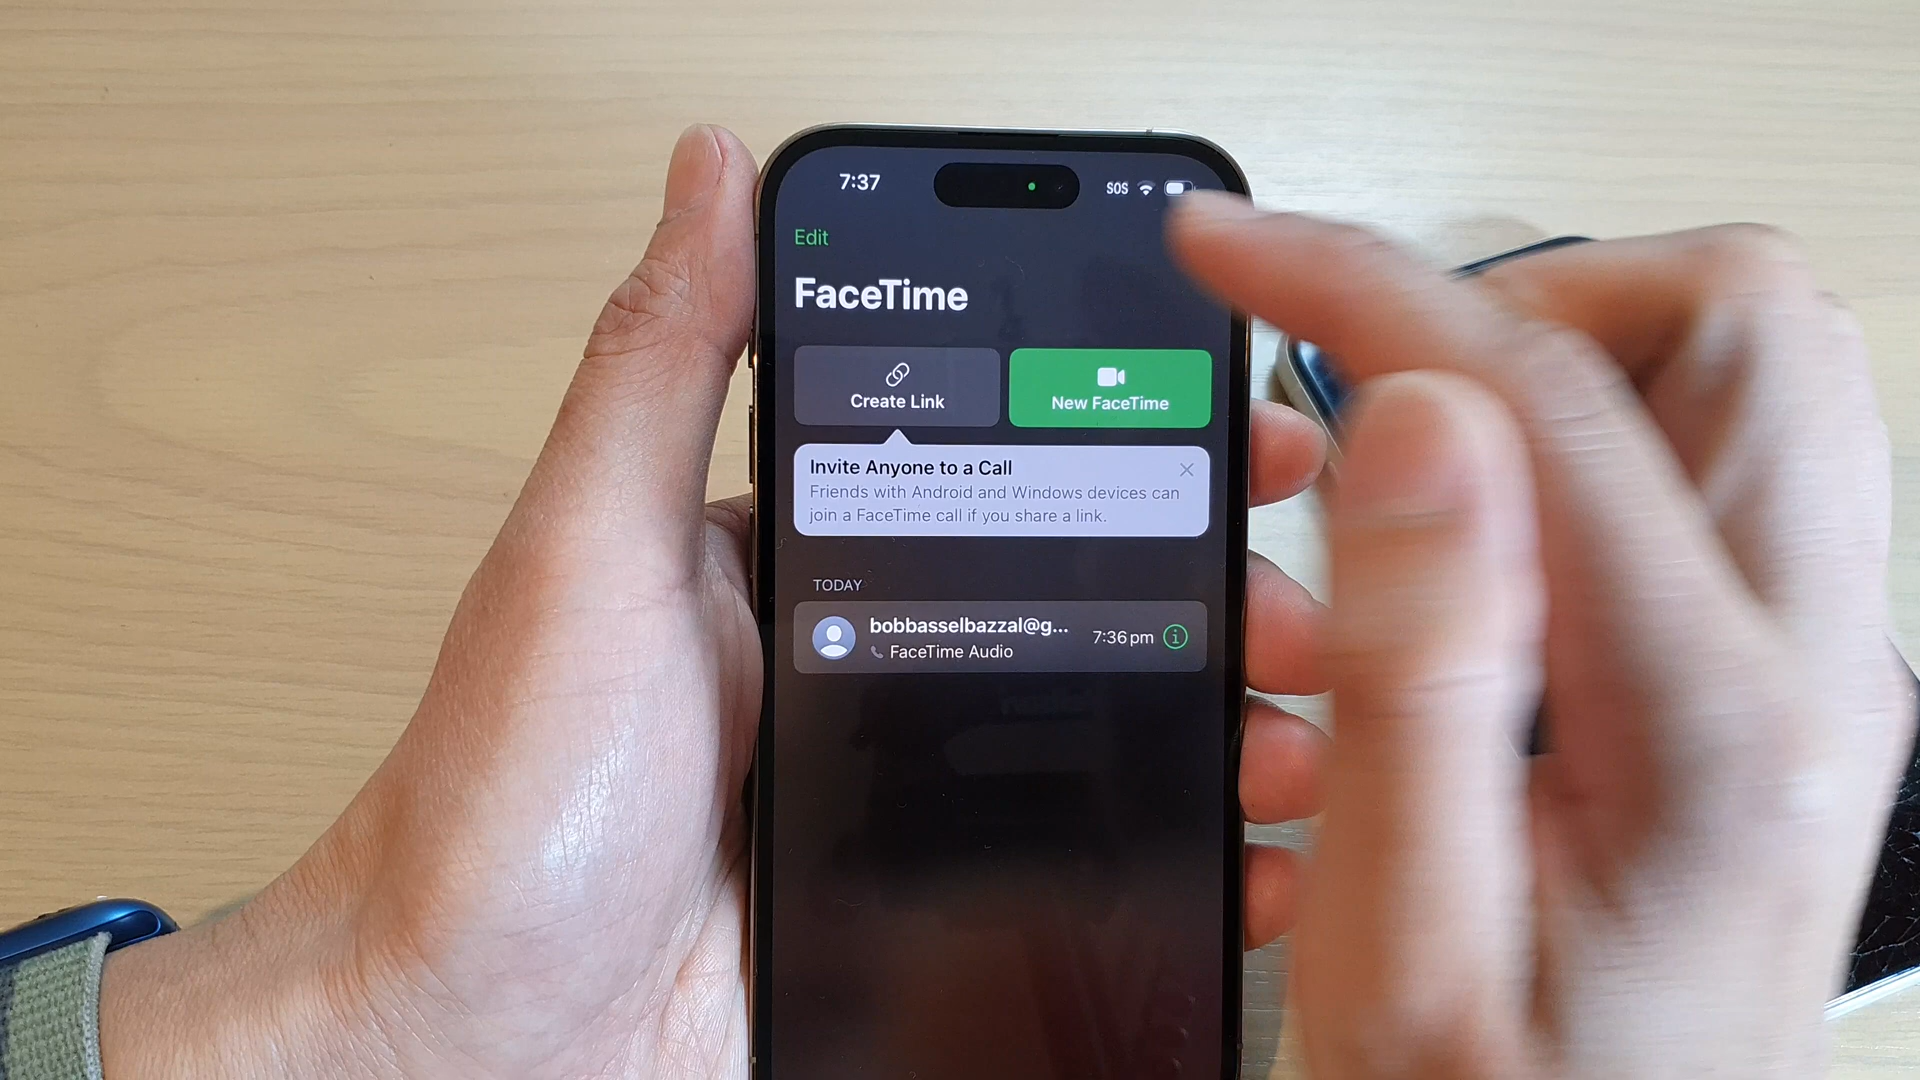 7:37
SOS
Edit
FaceTime
Create Link
New FaceTime
Invite Anyone to a Call
Friends with Android and Windows devices can
join a FaceTime call if you share a link.
TODAY
bobbasselbazzal@g...
7:36 pm
FaceTime Audio